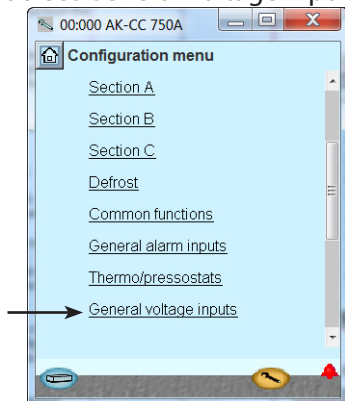 00:000 AK-CC 750A
Configuration menu
Section A
Section B
Section C
Defrost
Common functions
General alarm inputs
Thermo/pressostats
General voltage inputs